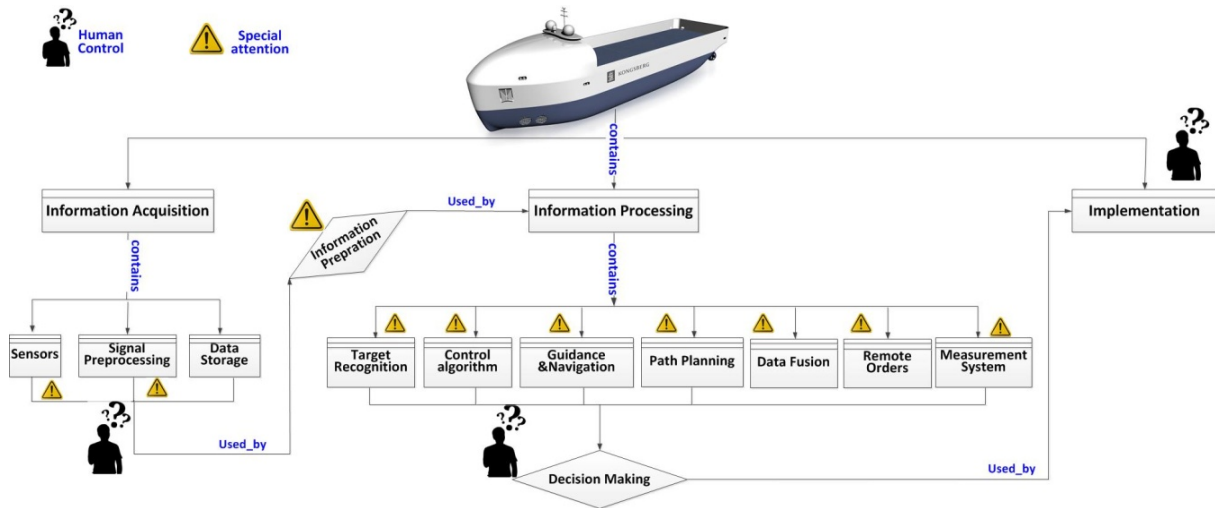 ???
Human
Control
Special
attention
KONGSBERG
contains
???
Information Acquisition
Used_by
Information Processing
Implementation
Information
Prepration
contains
contains
Sensors
Signal
Preprocessing
Data
Storage
Target
Recognition
Control
algorithm
Guidance
&Navigation
Path Planning
Data Fusion
Remote
Orders
Measurement
System
???
Used_by
???
Decision Making
Used_by